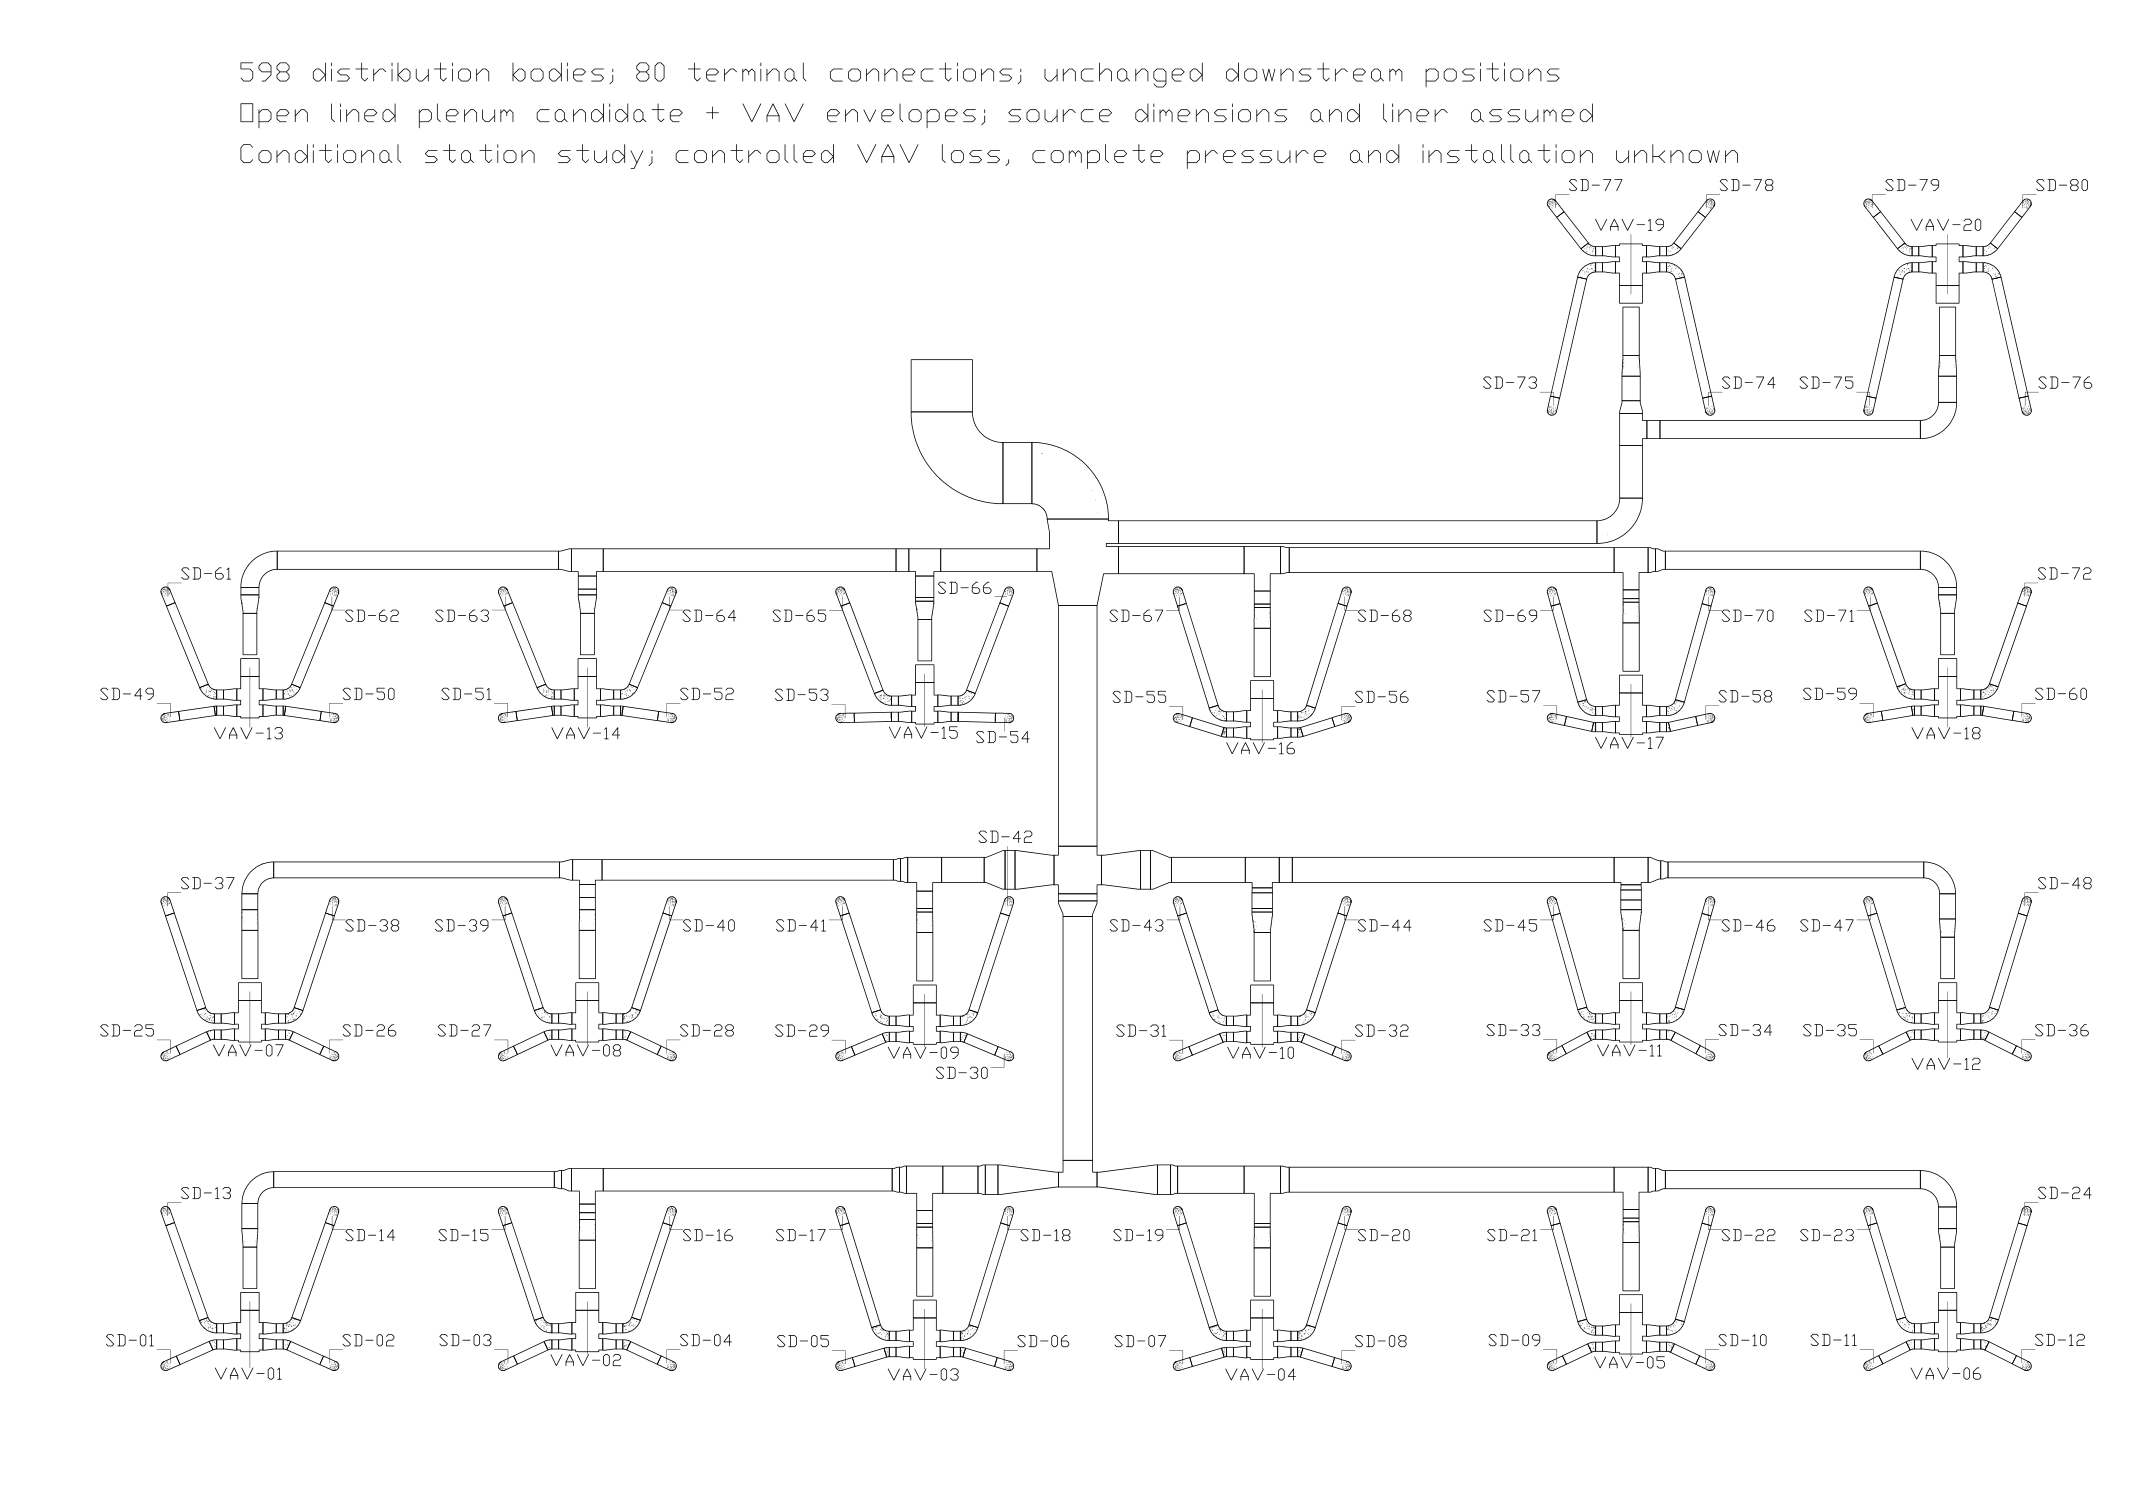 598 distribution bodies; 80 terminal connections; unchanged downstream positions
pen lined plenum candidate + VAV envelopes; source dimensions and liner assumed
Conditional station study; controlled VAV loss, complete pressure and installation unknown
SD-77 SD-78 SD-79 SD-80
VAV-19 VAV-20
SD-73 SD-74 SD-75 SD-76
SD-61 SD-66 SD-72
SD-62 SD-63 SD-64 SD-65 SD-67 SD-68 SD-69 SD-70 SD-71
SD-49 SD-50 SD-51 SD-52 SD-53 SD-55 SD-56 SD-57 SD-58 SD-59 SD-60
VAV-13 VAV-14 VAV-15 SD-54 VAV-16 VAV-17 VAV-18
SD-42
SD-37 SD-48
SD-38 SD-39 SD-40 SD-41 SD-43 SD-44 SD-45 SD-46 SD-47
SD-25 SD-26 SD-27 SD-28 SD-29 SD-31 SD-32 SD-33 SD-34 SD-35 SD-36
VAV-07 VAV-08 VAV-09 VAV-10 VAV-11 VAV-12
SD-30
SD-13 SD-24
SD-14 SD-15 SD-16 SD-17 SD-18 SD-19 SD-20 SD-21 SD-22 SD-23
SD-01 SD-02 SD-03 SD-04 SD-05 SD-06 SD-07 SD-08 SD-09 SD-10 SD-11 SD-12
VAV-01 VAV-02 VAV-03 VAV-04 VAV-05 VAV-06